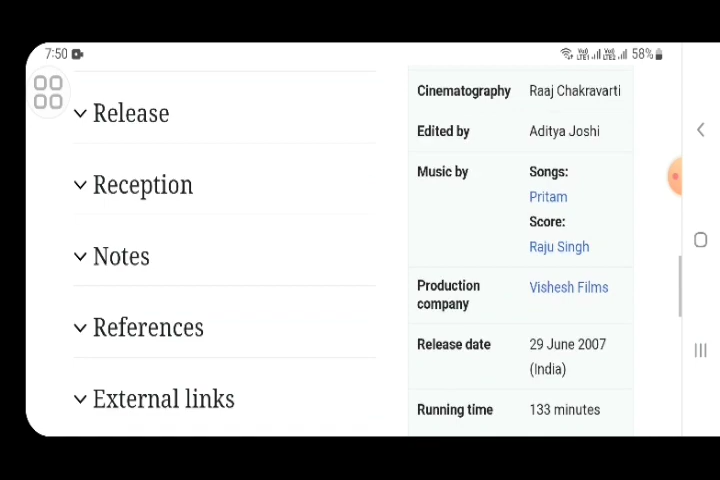 7:50
58%
Release
Reception
Notes
References
External links
Cinematography Raaj Chakravarti
Edited by Aditya Joshi
Music by Songs:
Pritam
Score:
Raju Singh
Production Vishesh Films
company
Release date 29 June 2007
(India)
Running time 133 minutes